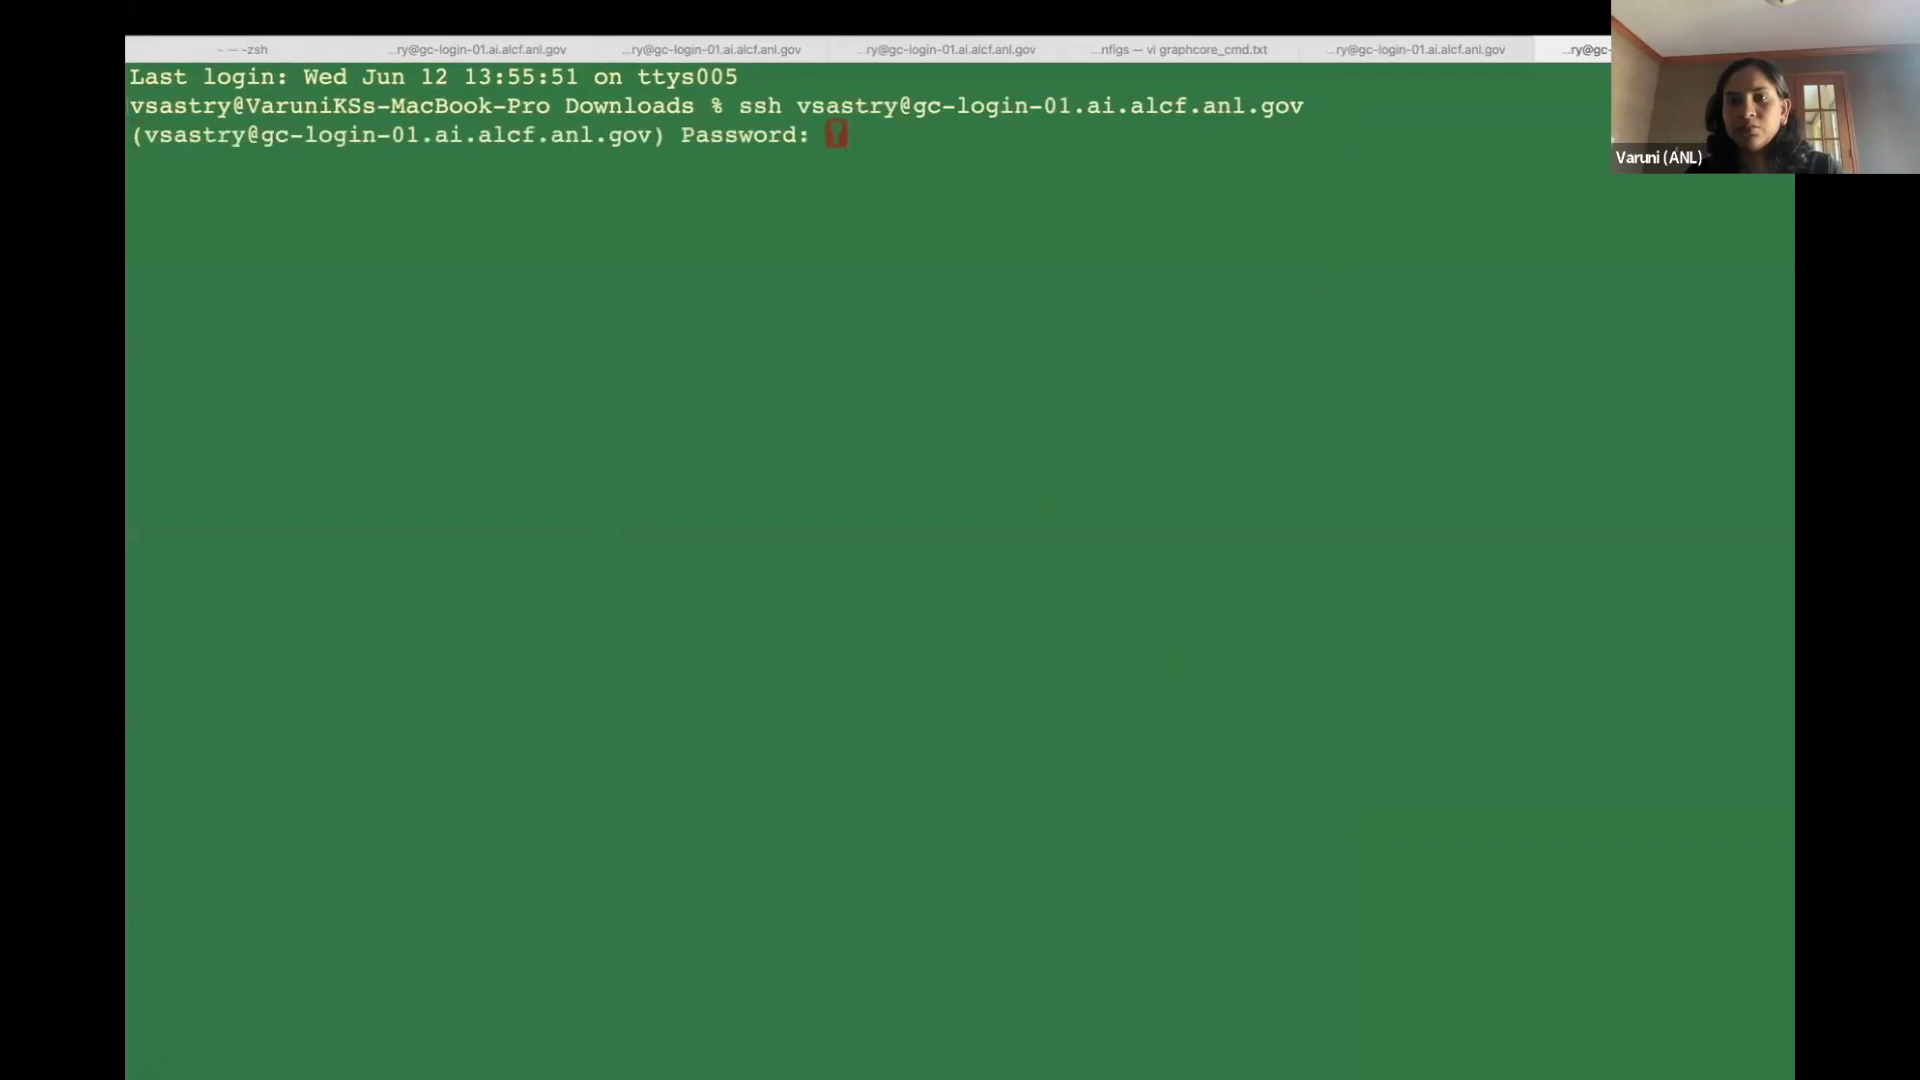 ~ — -zsh
...ry@gc-login-01.ai.alcf.anl.gov
...ry@gc-login-01.ai.alcf.anl.gov
...ry@gc-login-01.ai.alcf.anl.gov
...nfigs — vi graphcore_cmd.txt
...ry@gc-login-01.ai.alcf.anl.gov
...ry@gc-
Last login: Wed Jun 12 13:55:51 on ttys005
vsastry@VaruniKSs-MacBook-Pro Downloads % ssh vsastry@gc-login-01.ai.alcf.anl.gov
(vsastry@gc-login-01.ai.alcf.anl.gov) Password:
Varuni (ANL)